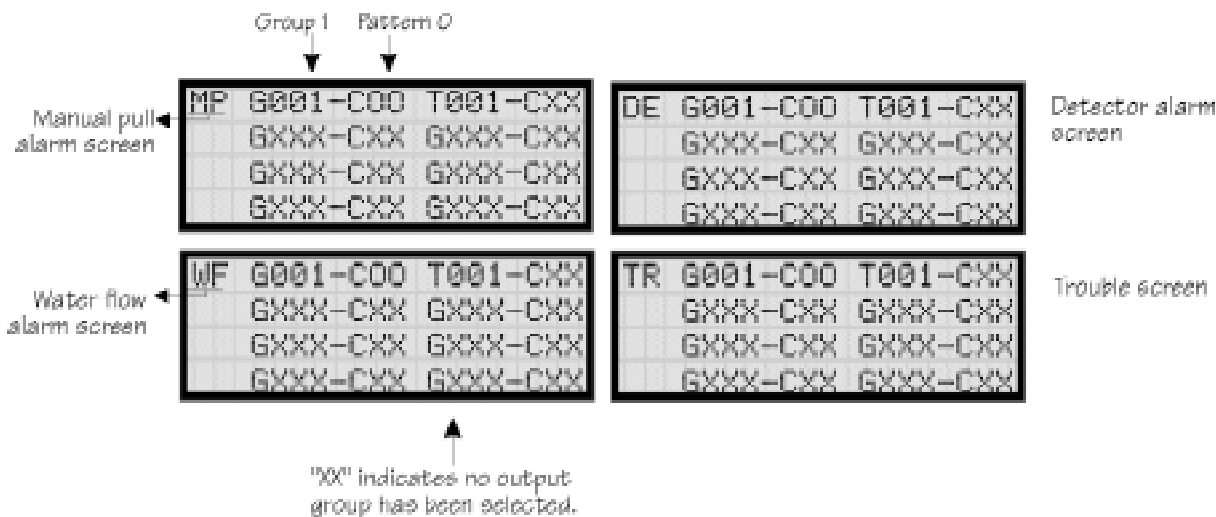 Group 1 Pattern 0
Manual pull
alarm screen
MP G001-C00 T001-CXX
GXXX-CXX GXXX-CXX
GXXX-CXX GXXX-CXX
GXXX-CXX GXXX-CXX
DE G001-C00 T001-CXX
GXXX-CXX GXXX-CXX
GXXX-CXX GXXX-CXX
GXXX-CXX GXXX-CXX
Detector alarm
screen
Water flow
alarm screen
WF G001-C00 T001-CXX
GXXX-CXX GXXX-CXX
GXXX-CXX GXXX-CXX
GXXX-CXX GXXX-CXX
TR G001-C00 T001-CXX
GXXX-CXX GXXX-CXX
GXXX-CXX GXXX-CXX
GXXX-CXX GXXX-CXX
Trouble screen
"XX" indicates no output
group has been selected.